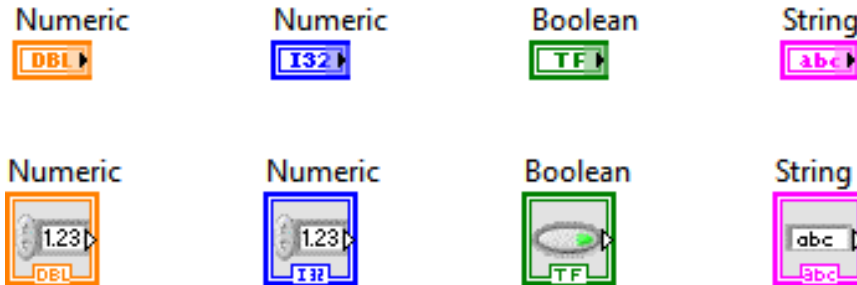 Numeric Numeric Boolean String
DBL I32 TF abc
Numeric Numeric Boolean String
1.23 1.23 abc
DBL I32 TF abc